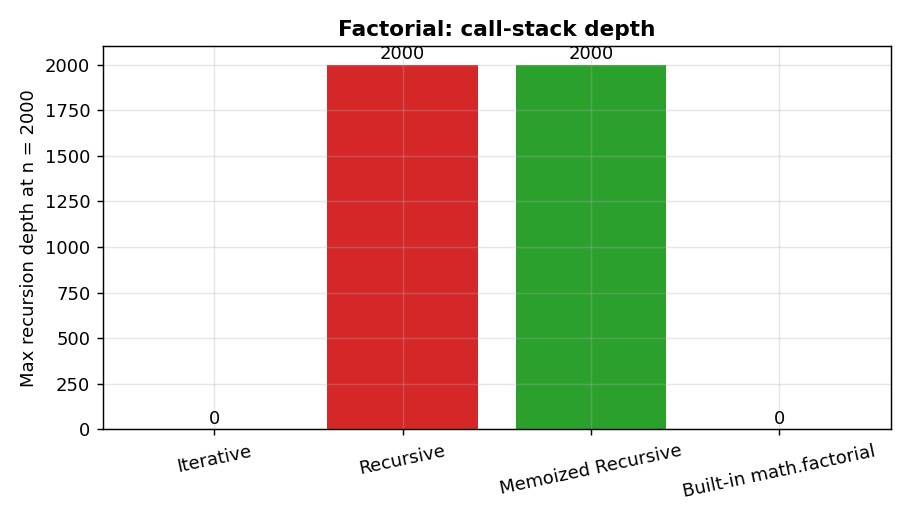 Factorial: call-stack depth
Max recursion depth at n = 2000
2000
1750
1500
1250
1000
750
500
250
0
0
2000
2000
0
Iterative
Recursive
Memoized Recursive
Built-in math.factorial